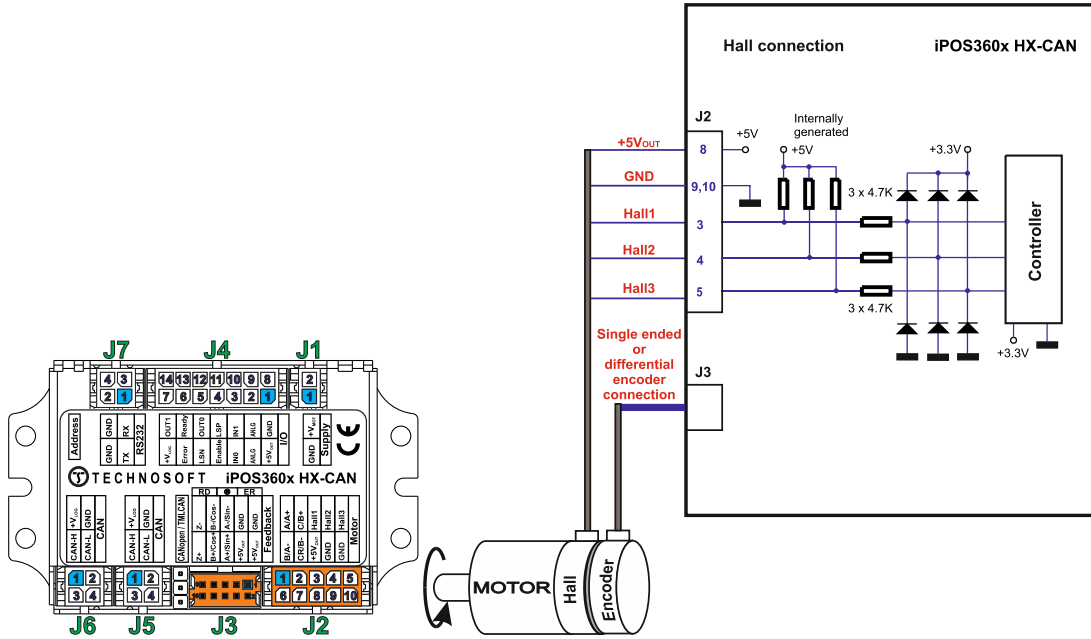 Hall connection
iPOS360x HX-CAN
J2
+5VOUT
8
+5V
Internally
generated
+5V
+3.3V
GND
9,10
3 x 4.7K
Hall1
3
Hall2
4
Hall3
5
3 x 4.7K
Controller
+3.3V
Single ended
or
differential
encoder
connection
J3
MOTOR
Hall
Encoder
J7
J4
J1
4 3
2 1
14 13 12 11 10 9 8
7 6 5 4 3 2 1
2
1
Address
GND RX
GND TX
RS232
OUT1 Ready OUT0 LSP IN1 ANLG GND
+VLOG Error LSN Enable IN0 ANLG +5VOUT
I/O
+VMOT
GND
Supply
CE
TECHNOSOFT
iPOS360x HX-CAN
+VLOG GND
CAN-H CAN-L
CAN
+VLOG GND
CAN-H CAN-L
CAN
CANopen / TMLCAN
RD
ER
Z- B-/Cos- A-/Sin- GND GND
Z+ B+/Cos+ A+/Sin+ +5VOUT +5VOUT
Feedback
A/A+ C/B+ Hall1 Hall2 Hall3
B/A- CR/B- +5VOUT GND GND
Motor
1 2
3 4
1 2
3 4
1 2 3 4 5
6 7 8 9 10
J6
J5
J3
J2